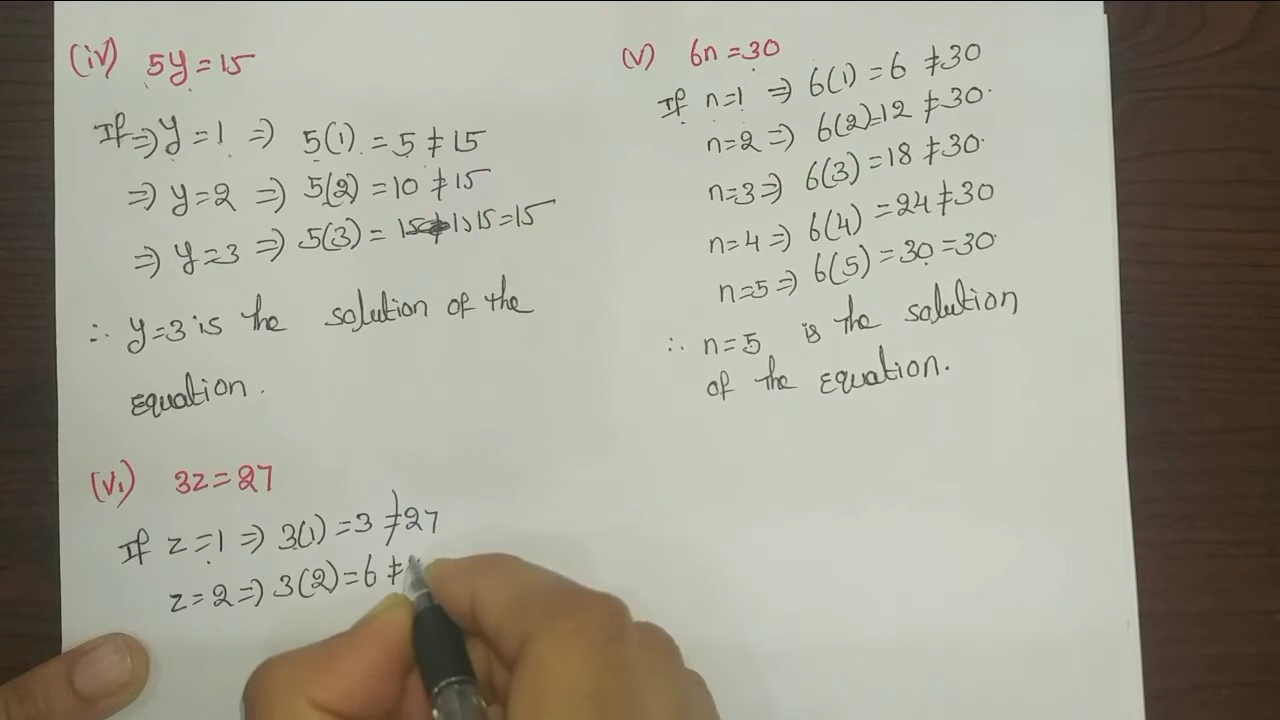 (iv) 5y = 15
If ⇒ y = 1 ⇒ 5(1) = 5 ≠ 15
⇒ y = 2 ⇒ 5(2) = 10 ≠ 15
⇒ y = 3 ⇒ 5(3) = 15 = 15
∴ y = 3 is the solution of the
equation.
(v) 6n = 30
If n = 1 ⇒ 6(1) = 6 ≠ 30
n = 2 ⇒ 6(2) = 12 ≠ 30.
n = 3 ⇒ 6(3) = 18 ≠ 30.
n = 4 ⇒ 6(4) = 24 ≠ 30
n = 5 ⇒ 6(5) = 30 = 30.
∴ n = 5 is the solution
of the equation.
(vi) 3z = 27
If z = 1 ⇒ 3(1) = 3 ≠ 27
z = 2 ⇒ 3(2) = 6 ≠